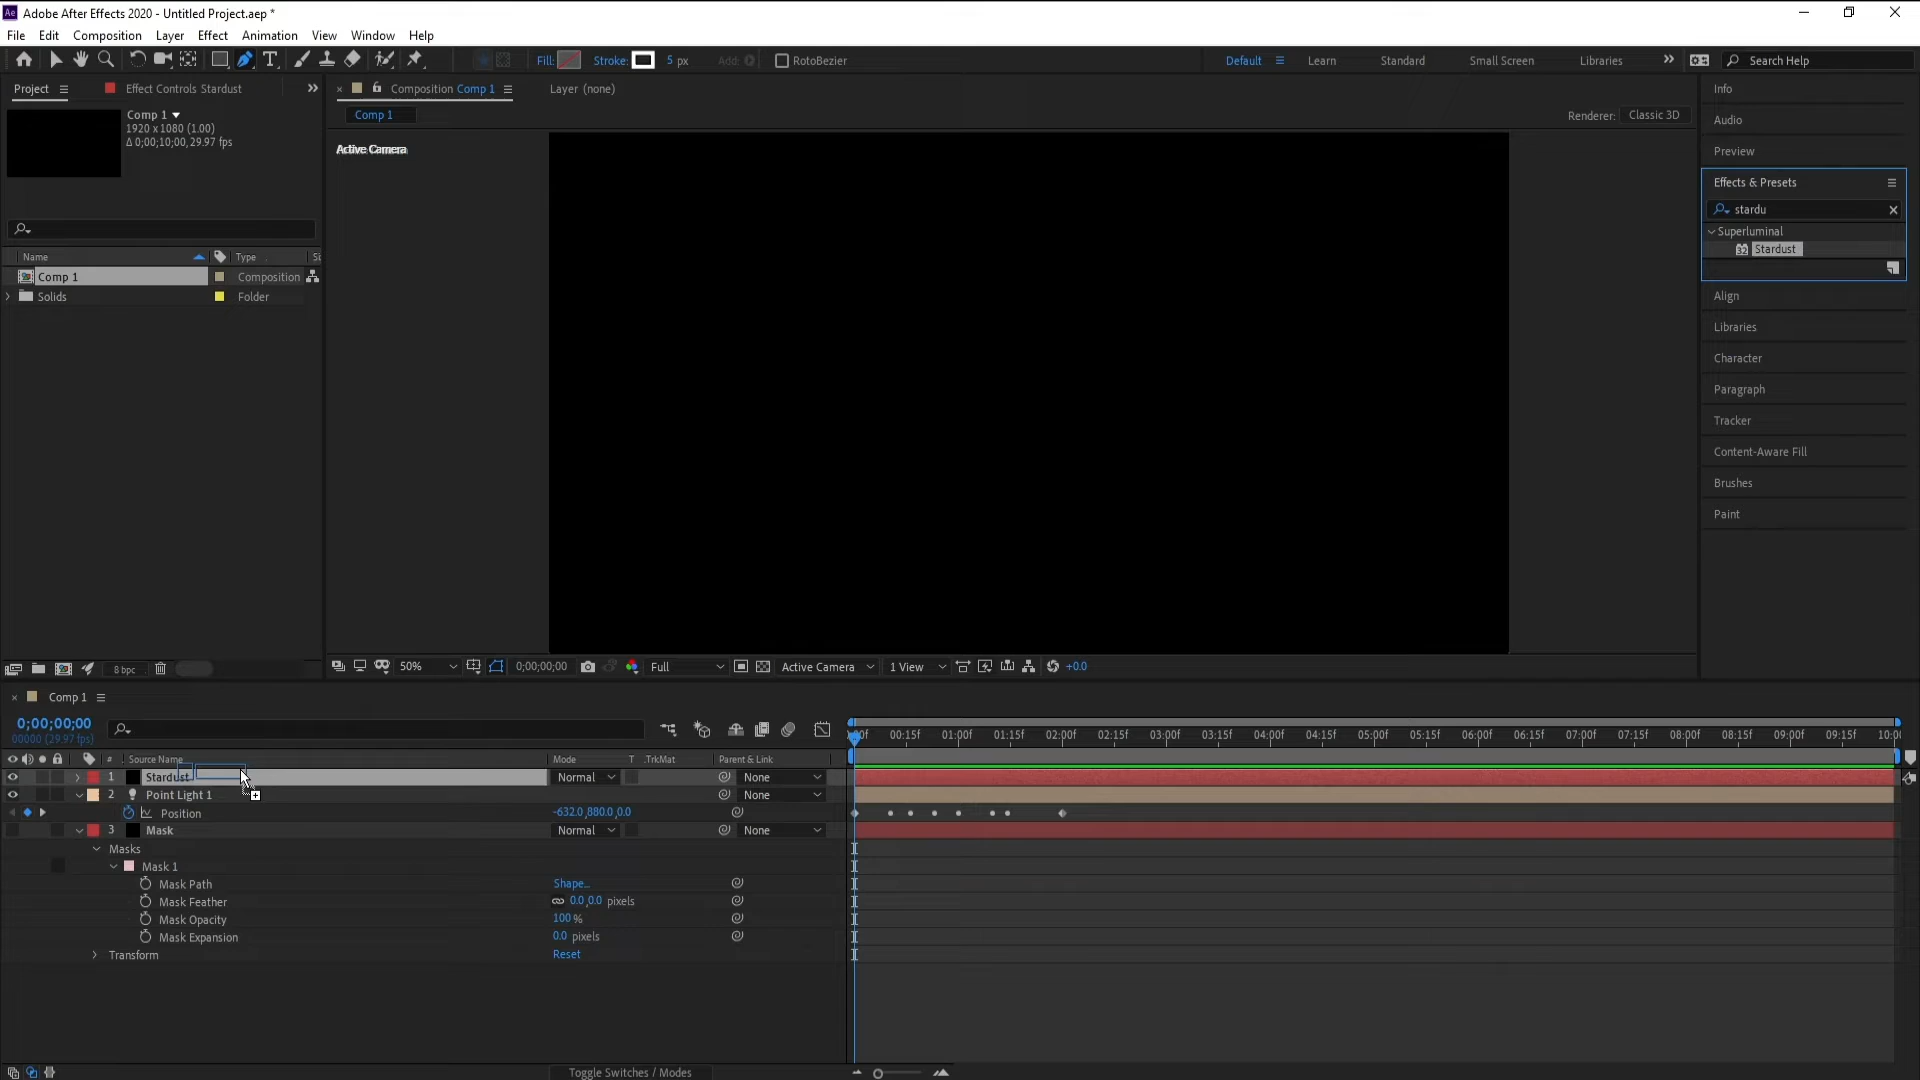 Adobe After Effects 2020 - Untitled Project.aep *
File Edit Composition Layer Effect Animation View Window Help
Fill: Stroke: 5 px Add: RotoBezier Default Learn Standard Small Screen Libraries Search Help
Project Effect Controls Stardust
Composition Comp 1 Layer (none)
Info
Comp 1
1920 x 1080 (1.00)
Δ 0;00;10;00, 29.97 fps
Comp 1
Renderer: Classic 3D
Audio
Active Camera
Preview
Effects & Presets
stardu
Superluminal
32 Stardust
Name Type Si
Comp 1 Composition
Solids Folder
Align
Libraries
Character
Paragraph
Tracker
Content-Aware Fill
Brushes
Paint
8 bpc
50% 0;00;00;00 Full Active Camera 1 View +0.0
Comp 1
0;00;00;00
00000 (29.97 fps)
00:15f 01:00f 01:15f 02:00f 02:15f 03:00f 03:15f 04:00f 04:15f 05:00f 05:15f 06:00f 06:15f 07:00f 07:15f 08:00f 08:15f 09:00f 09:15f 10:0
# Source Name Mode T .TrkMat Parent & Link
1 Stardust Normal None
2 Point Light 1 None
Position -632.0,880.0,0.0
3 Mask Normal None
Masks
Mask 1
Mask Path Shape...
Mask Feather 0.0,0.0 pixels
Mask Opacity 100 %
Mask Expansion 0.0 pixels
Transform Reset
Toggle Switches / Modes